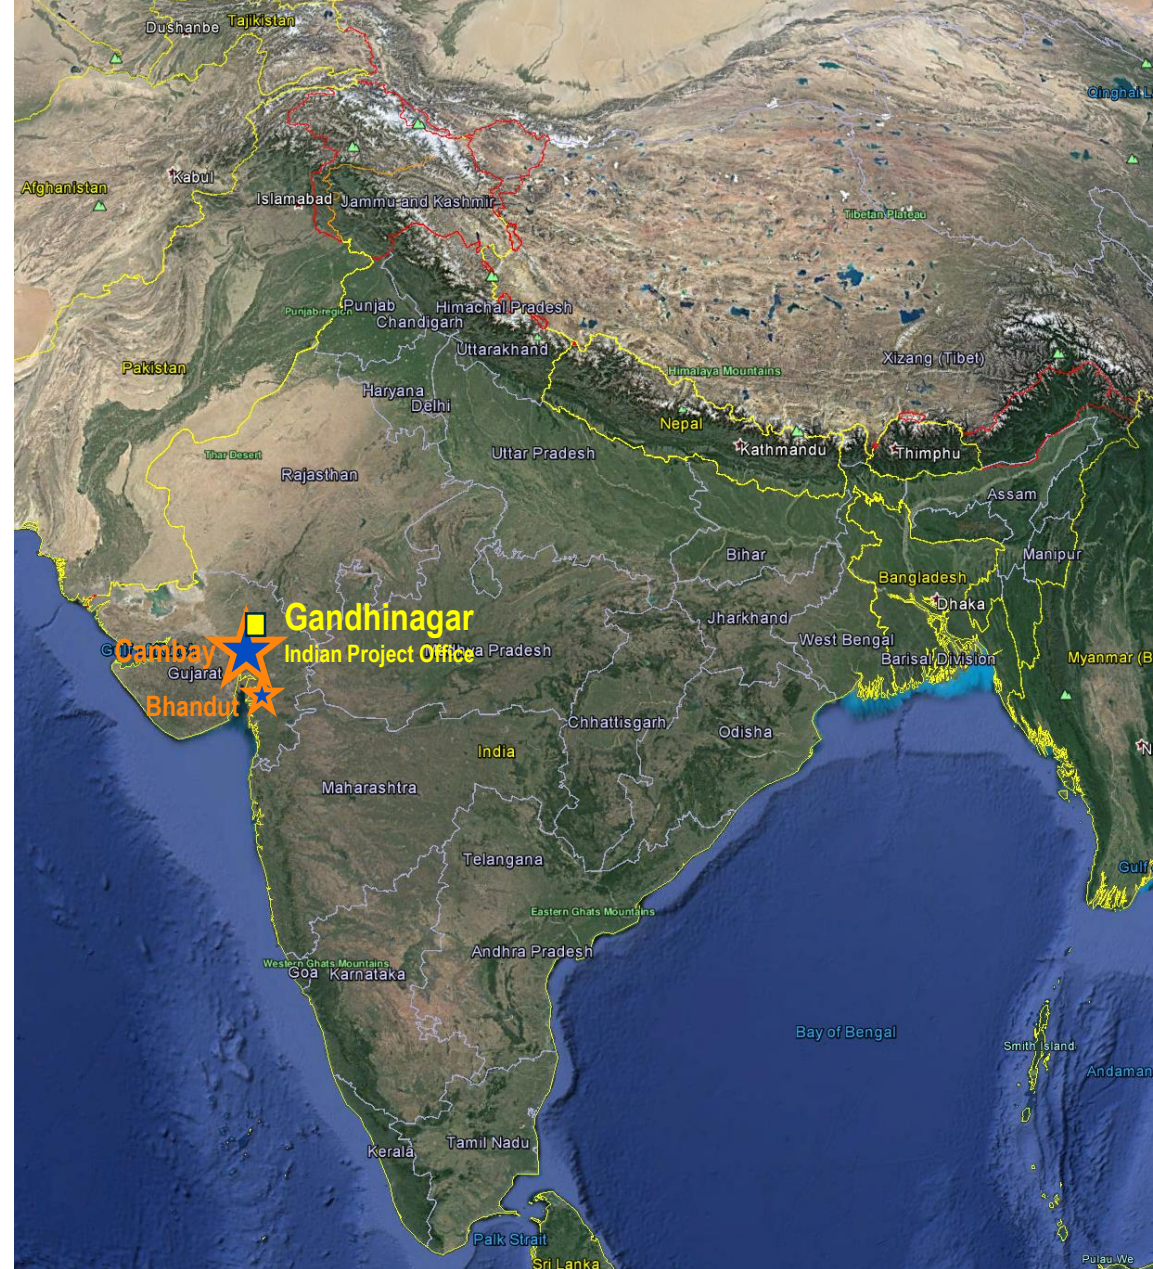 Dushanbe
Tajikistan
Kabul
Afghanistan
Islamabad
Jammu and Kashmir
Tibetan Plateau
Punjab region
Punjab
Himachal Pradesh
Chandigarh
Uttarakhand
Pakistan
Xizang (Tibet)
Himalaya Mountains
Haryana
Delhi
Nepal
Thar Desert
Uttar Pradesh
Kathmandu
Thimphu
Rajasthan
Assam
Bihar
Manipur
Bangladesh
Dhaka
Gandhinagar
Indian Project Office
Jharkhand
West Bengal
Cambay
Pradesh
Barisal Division
Myanmar (B
Gujarat
Bhandut
Chhattisgarh
Odisha
India
Maharashtra
Telangana
Gulf
Eastern Ghats Mountains
Andhra Pradesh
Western Ghats Mountains
Goa
Karnataka
Bay of Bengal
Smith Island
Andaman
Tamil Nadu
Kerala
Palk Strait
Sri Lanka
Pulau We